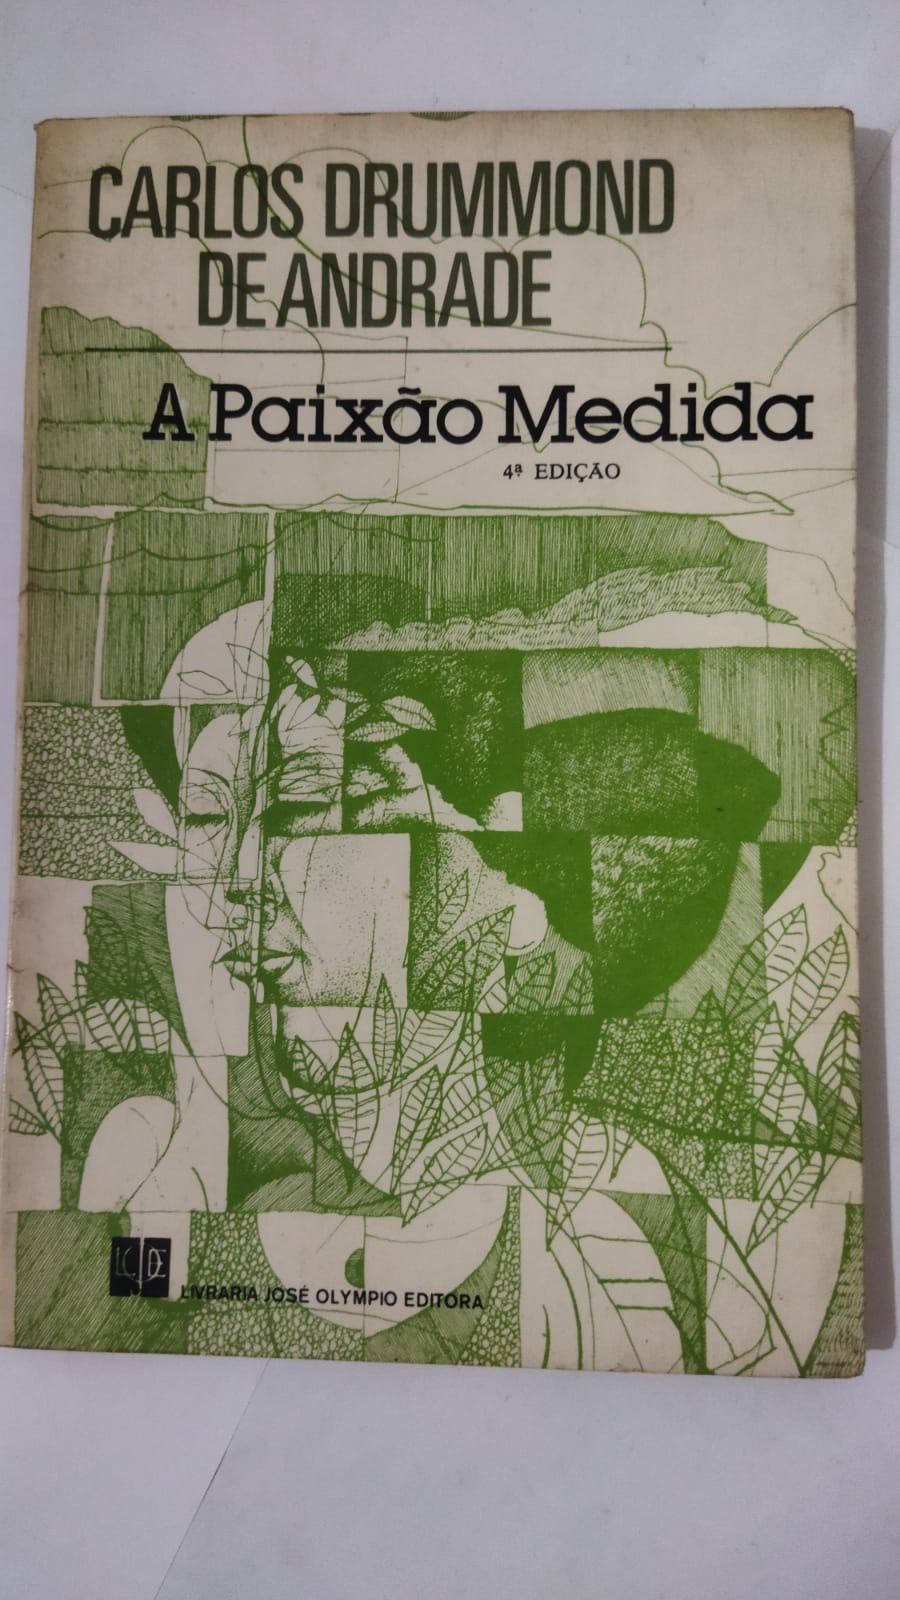 CARLOS DRUMMOND
DE ANDRADE
A Paixão Medida
4ª EDIÇÃO
LIVRARIA JOSÉ OLYMPIO EDITORA